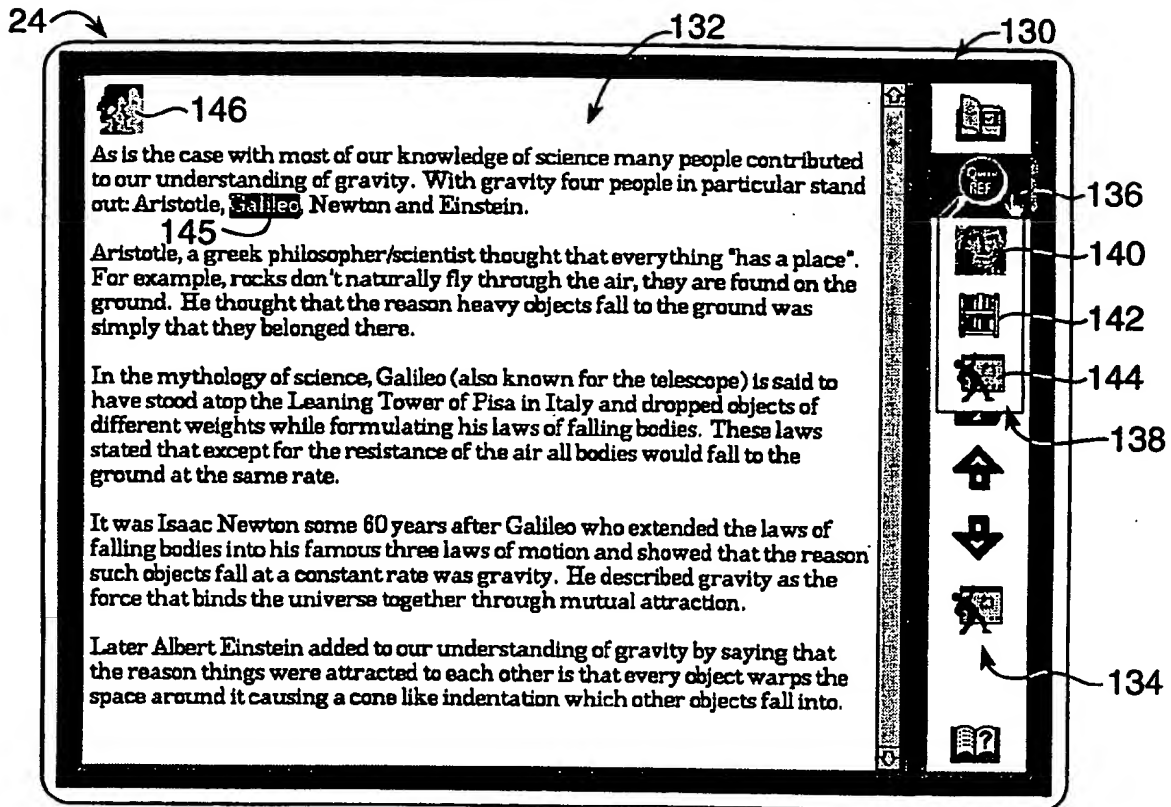 24
132
130
146
As is the case with most of our knowledge of science many people contributed
to our understanding of gravity. With gravity four people in particular stand
out: Aristotle, Galileo, Newton and Einstein.
145
Aristotle, a greek philosopher/scientist thought that everything "has a place".
For example, rocks don't naturally fly through the air, they are found on the
ground. He thought that the reason heavy objects fall to the ground was
simply that they belonged there.
In the mythology of science, Galileo (also known for the telescope) is said to
have stood atop the Leaning Tower of Pisa in Italy and dropped objects of
different weights while formulating his laws of falling bodies. These laws
stated that except for the resistance of the air all bodies would fall to the
ground at the same rate.
It was Isaac Newton some 60 years after Galileo who extended the laws of
falling bodies into his famous three laws of motion and showed that the reason
such objects fall at a constant rate was gravity. He described gravity as the
force that binds the universe together through mutual attraction.
Later Albert Einstein added to our understanding of gravity by saying that
the reason things were attracted to each other is that every object warps the
space around it causing a cone like indentation which other objects fall into.
REF
136
140
142
144
138
134
?